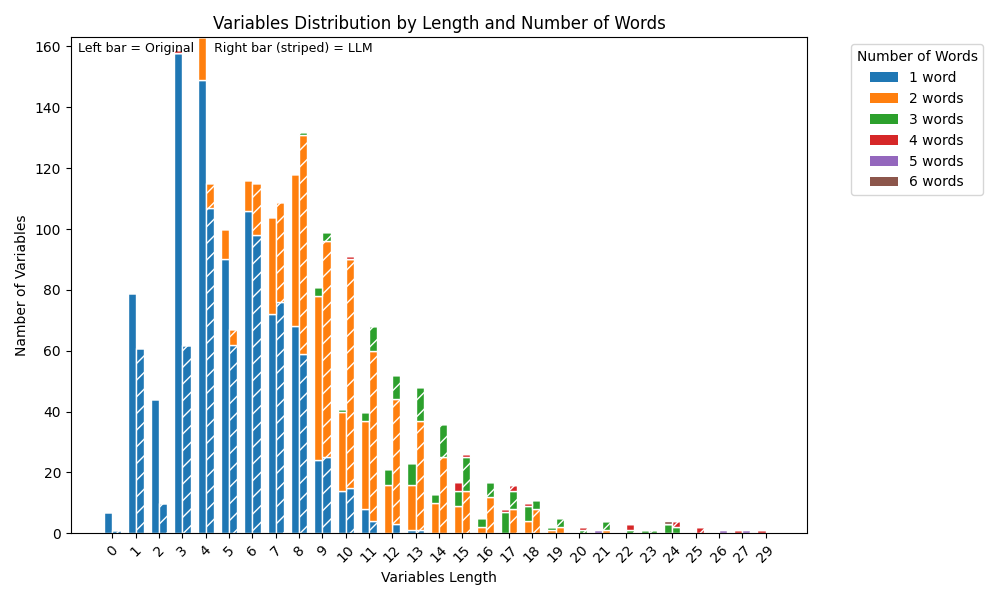 Variables Distribution by Length and Number of Words
Left bar = Original
Right bar (striped) = LLM
Number of Words
1 word
2 words
3 words
4 words
5 words
6 words
Namber of Variables
160
140
120
100
80
60
40
20
0
0 1 2 3 4 5 6 7 8 9 10 11 12 13 14 15 16 17 18 19 20 21 22 23 24 25 26 27 29
Variables Length